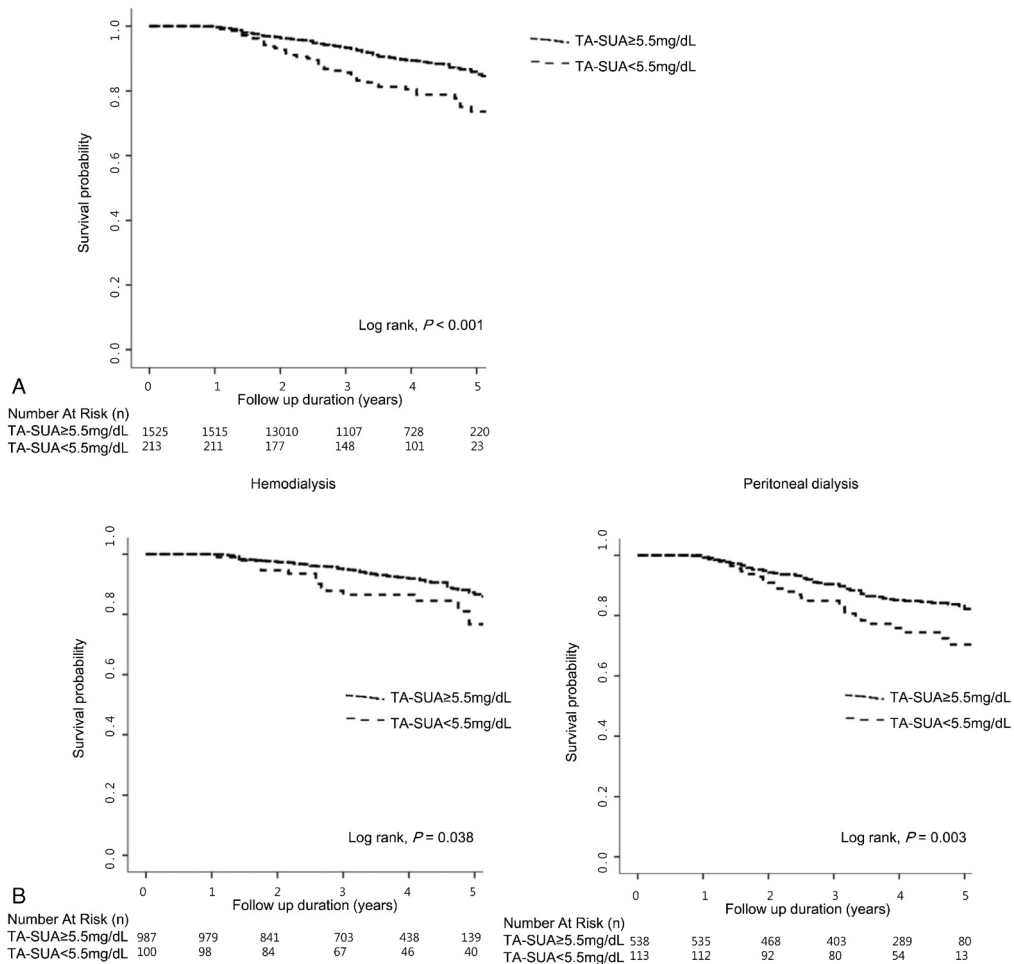 1.0
0.8
0.6
0.4
0.2
0.0
Survival probability
TA-SUA≥5.5mg/dL
TA-SUA<5.5mg/dL
Log rank, P < 0.001
0 1 2 3 4 5
Follow up duration (years)
A
Number At Risk (n)
TA-SUA≥5.5mg/dL 1525 1515 13010 1107 728 220
TA-SUA<5.5mg/dL 213 211 177 148 101 23
Hemodialysis
1.0
0.8
0.6
0.4
0.2
0.0
Survival probability
TA-SUA≥5.5mg/dL
TA-SUA<5.5mg/dL
Log rank, P = 0.038
0 1 2 3 4 5
Follow up duration (years)
B
Number At Risk (n)
TA-SUA≥5.5mg/dL 987 979 841 703 438 139
TA-SUA<5.5mg/dL 100 98 84 67 46 40
Peritoneal dialysis
1.0
0.8
0.6
0.4
0.2
0.0
Survival probability
TA-SUA≥5.5mg/dL
TA-SUA<5.5mg/dL
Log rank, P = 0.003
0 1 2 3 4 5
Follow up duration (years)
Number At Risk (n)
TA-SUA≥5.5mg/dL 538 535 468 403 289 80
TA-SUA<5.5mg/dL 113 112 92 80 54 13